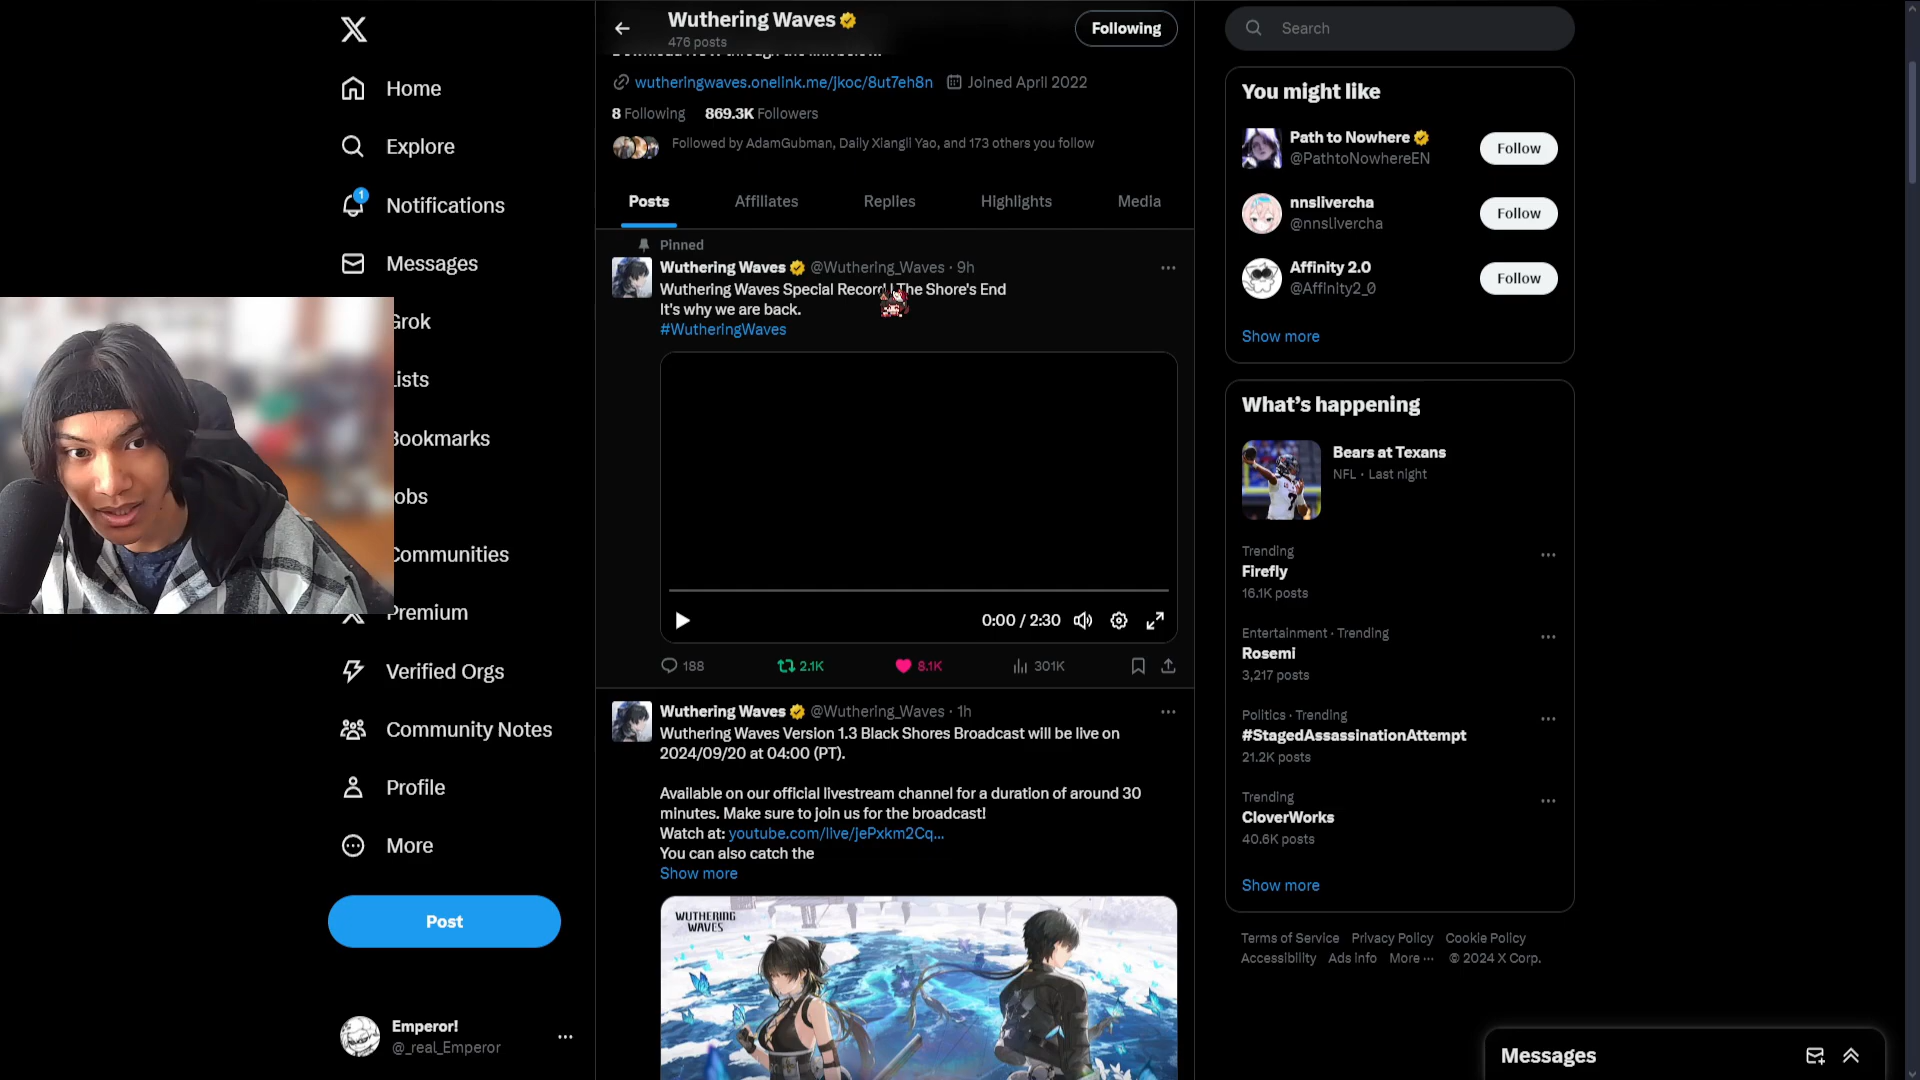 Home
Explore
1
Notifications
Messages
Grok
Lists
Bookmarks
Jobs
Communities
Premium
Verified Orgs
Community Notes
Profile
More
Post
Emperor!
@_real_Emperor
Wuthering Waves
476 posts
Following
wutheringwaves.onelink.me/jkoc/8ut7eh8n Joined April 2022
8 Following 869.3K Followers
Followed by AdamGubman, Daily Xiangli Yao, and 173 others you follow
Posts Affiliates Replies Highlights Media
Pinned
Wuthering Waves @Wuthering_Waves · 9h
Wuthering Waves Special Record | The Shore's End
It's why we are back.
#WutheringWaves
0:00 / 2:30
188 2.1K 8.1K 301K
Wuthering Waves @Wuthering_Waves · 1h
Wuthering Waves Version 1.3 Black Shores Broadcast will be live on
2024/09/20 at 04:00 (PT).
Available on our official livestream channel for a duration of around 30
minutes. Make sure to join us for the broadcast!
Watch at: youtube.com/live/jePxkm2Cq...
You can also catch the
Show more
WUTHERING
WAVES
Search
You might like
Path to Nowhere
@PathtoNowhereEN
Follow
nnslivercha
@nnslivercha
Follow
Affinity 2.0
@Affinity2_0
Follow
Show more
What's happening
Bears at Texans
NFL · Last night
Trending
Firefly
16.1K posts
Entertainment · Trending
Rosemi
3,217 posts
Politics · Trending
#StagedAssassinationAttempt
21.2K posts
Trending
CloverWorks
40.6K posts
Show more
Terms of Service Privacy Policy Cookie Policy
Accessibility Ads info More ··· © 2024 X Corp.
Messages